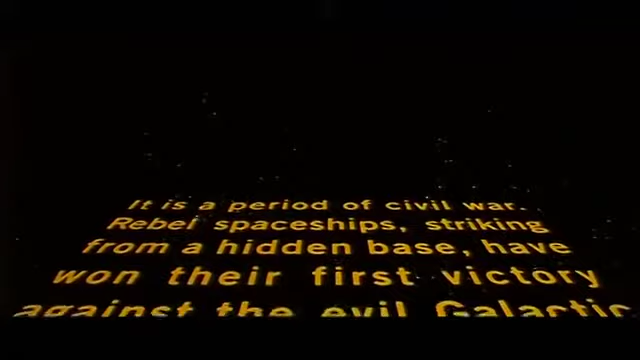 It is a period of civil war.
Rebel spaceships, striking
from a hidden base, have
won their first victory
against the evil Galactic